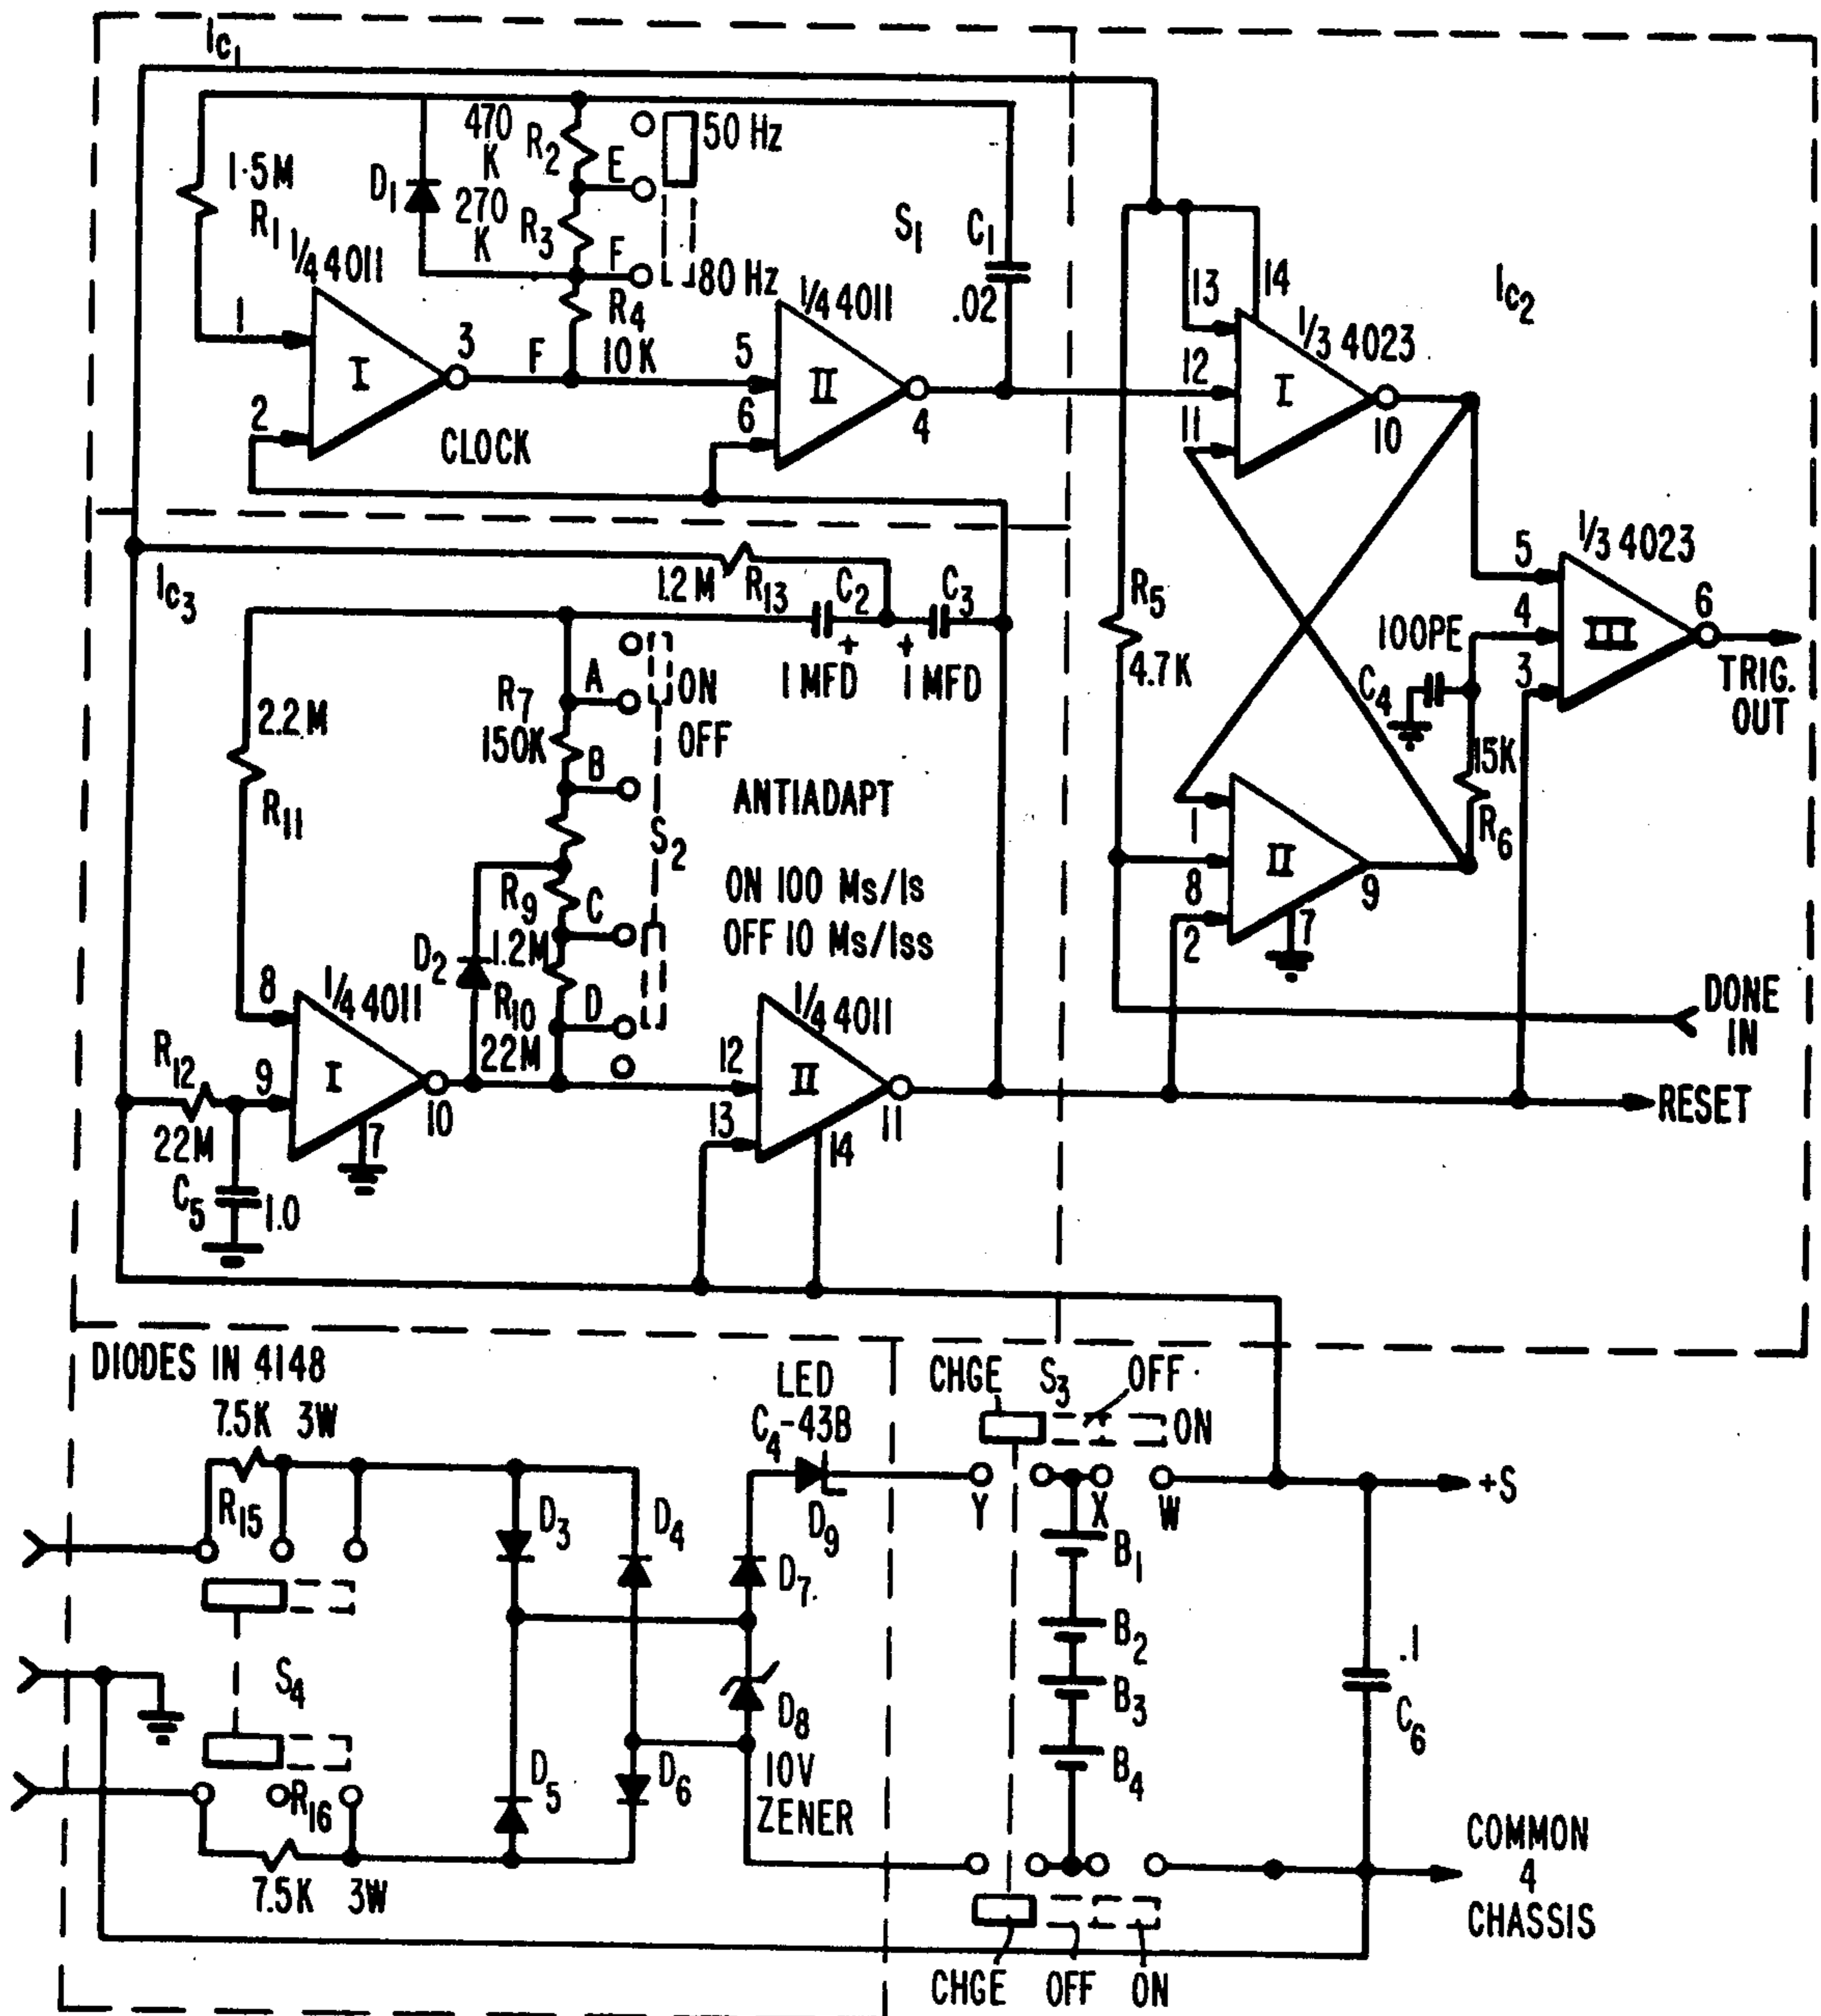 Ic1
470
K
R2
50 Hz
E
1.5M
R1
D1
270
K
R3
F
80 Hz
S1
C1
.02
1/4 4011
R4
10K
1/4 4011
1
I
3
F
2
5
II
6
4
CLOCK
13
14
12
11
I
1/3 4023
10
Ic2
Ic3
1.2M
R13
C2
C3
+
+
1 MFD
1 MFD
A
ON
OFF
R7
150K
B
2.2M
R11
S2
ANTIADAPT
R5
4.7K
1/3 4023
5
4
3
III
6
100PE
C4
TRIG.
OUT
15K
R6
1
8
2
II
9
7
R9
C
1.2M
ON 100 Ms/Is
OFF 10 Ms/Iss
D2
R10
D
22M
8
1/4 4011
R12
9
I
10
7
22M
C5
1.0
1/4 4011
12
13
II
11
14
DONE
IN
RESET
DIODES IN 4148
7.5K 3W
R15
LED
C4-43B
CHGE
S3
OFF
ON
D3
D4
D9
D7
Y
X
W
+S
B1
B2
B3
B4
.1
C6
S4
D8
10V
ZENER
D5
D6
R16
7.5K 3W
COMMON
4
CHASSIS
CHGE
OFF
ON